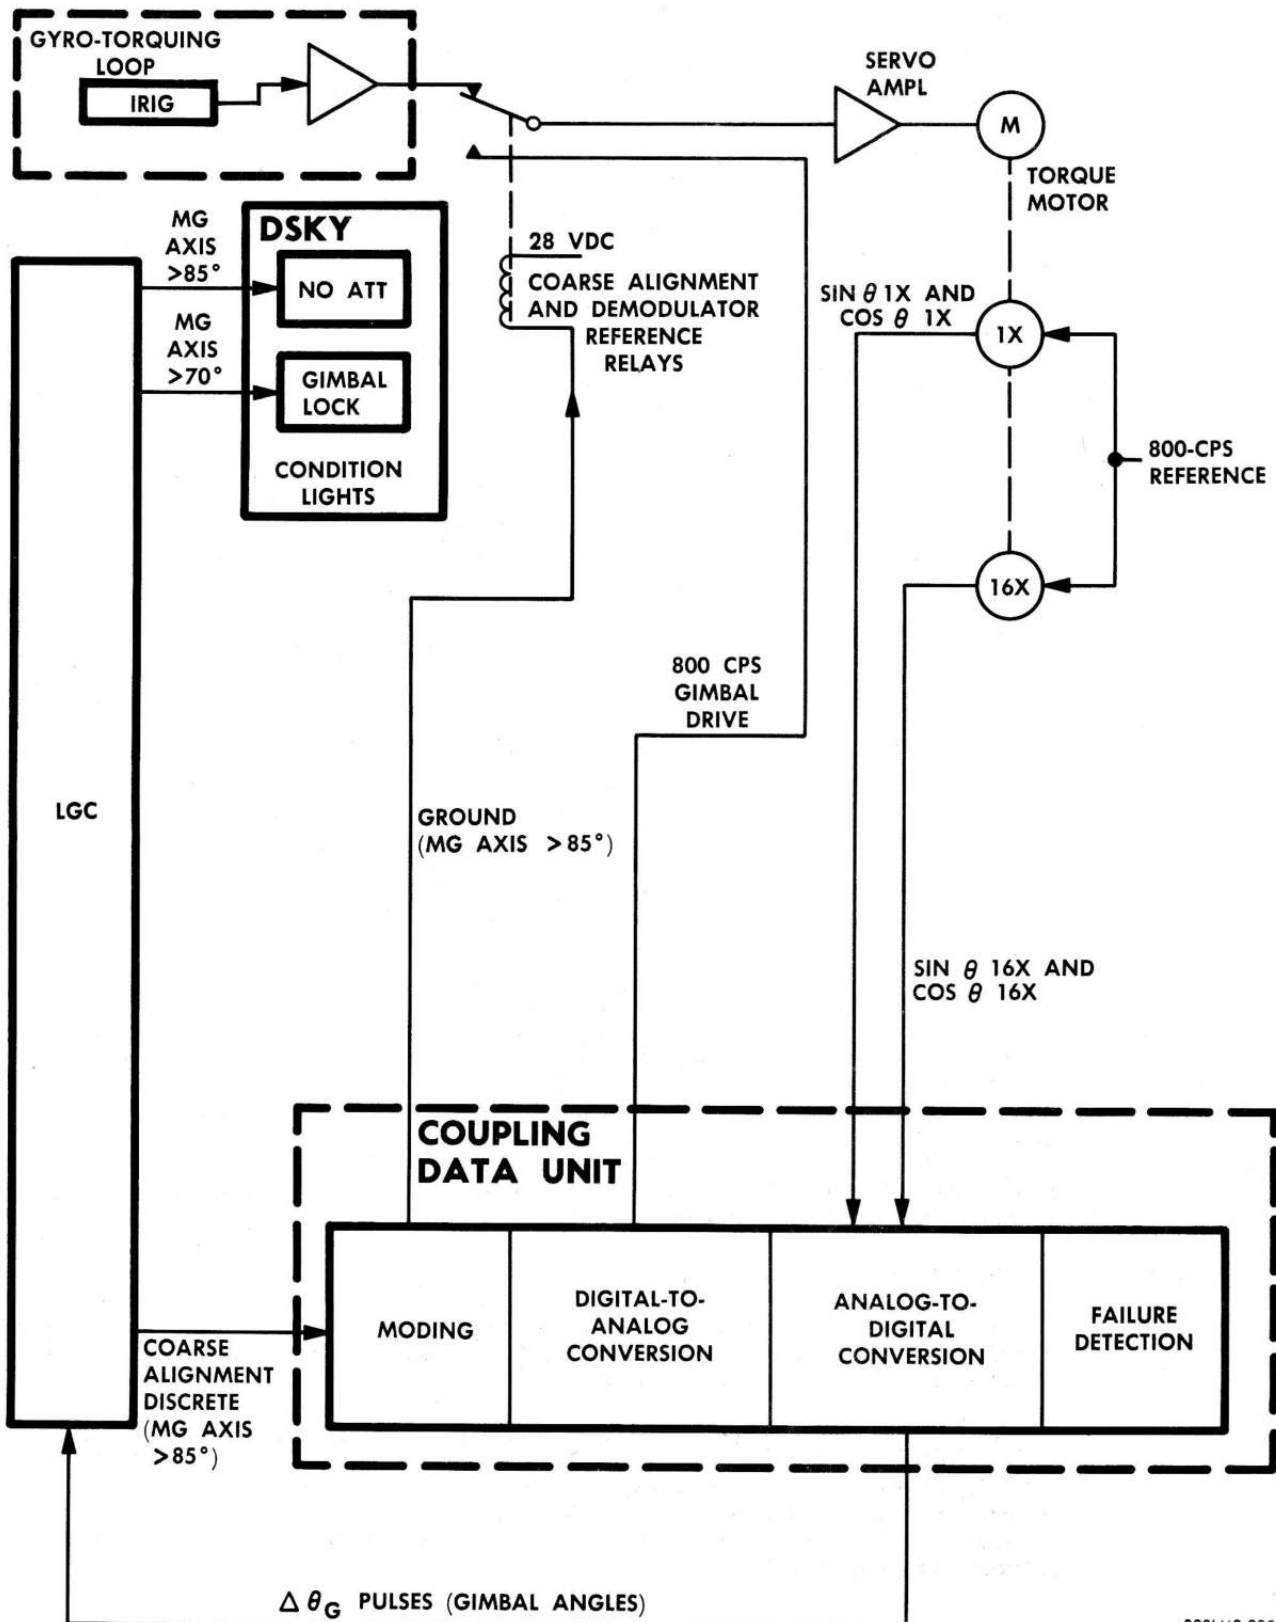 GYRO-TORQUING
LOOP
IRIG
SERVO
AMPL
M
TORQUE
MOTOR
MG
AXIS
>85°
MG
AXIS
>70°
DSKY
NO ATT
GIMBAL
LOCK
CONDITION
LIGHTS
28 VDC
COARSE ALIGNMENT
AND DEMODULATOR
REFERENCE
RELAYS
SIN θ 1X AND
COS θ 1X
1X
800-CPS
REFERENCE
16X
800 CPS
GIMBAL
DRIVE
LGC
GROUND
(MG AXIS >85°)
SIN θ 16X AND
COS θ 16X
COUPLING
DATA UNIT
MODING
DIGITAL-TO-
ANALOG
CONVERSION
ANALOG-TO-
DIGITAL
CONVERSION
FAILURE
DETECTION
COARSE
ALIGNMENT
DISCRETE
(MG AXIS
>85°)
Δ θG PULSES (GIMBAL ANGLES)